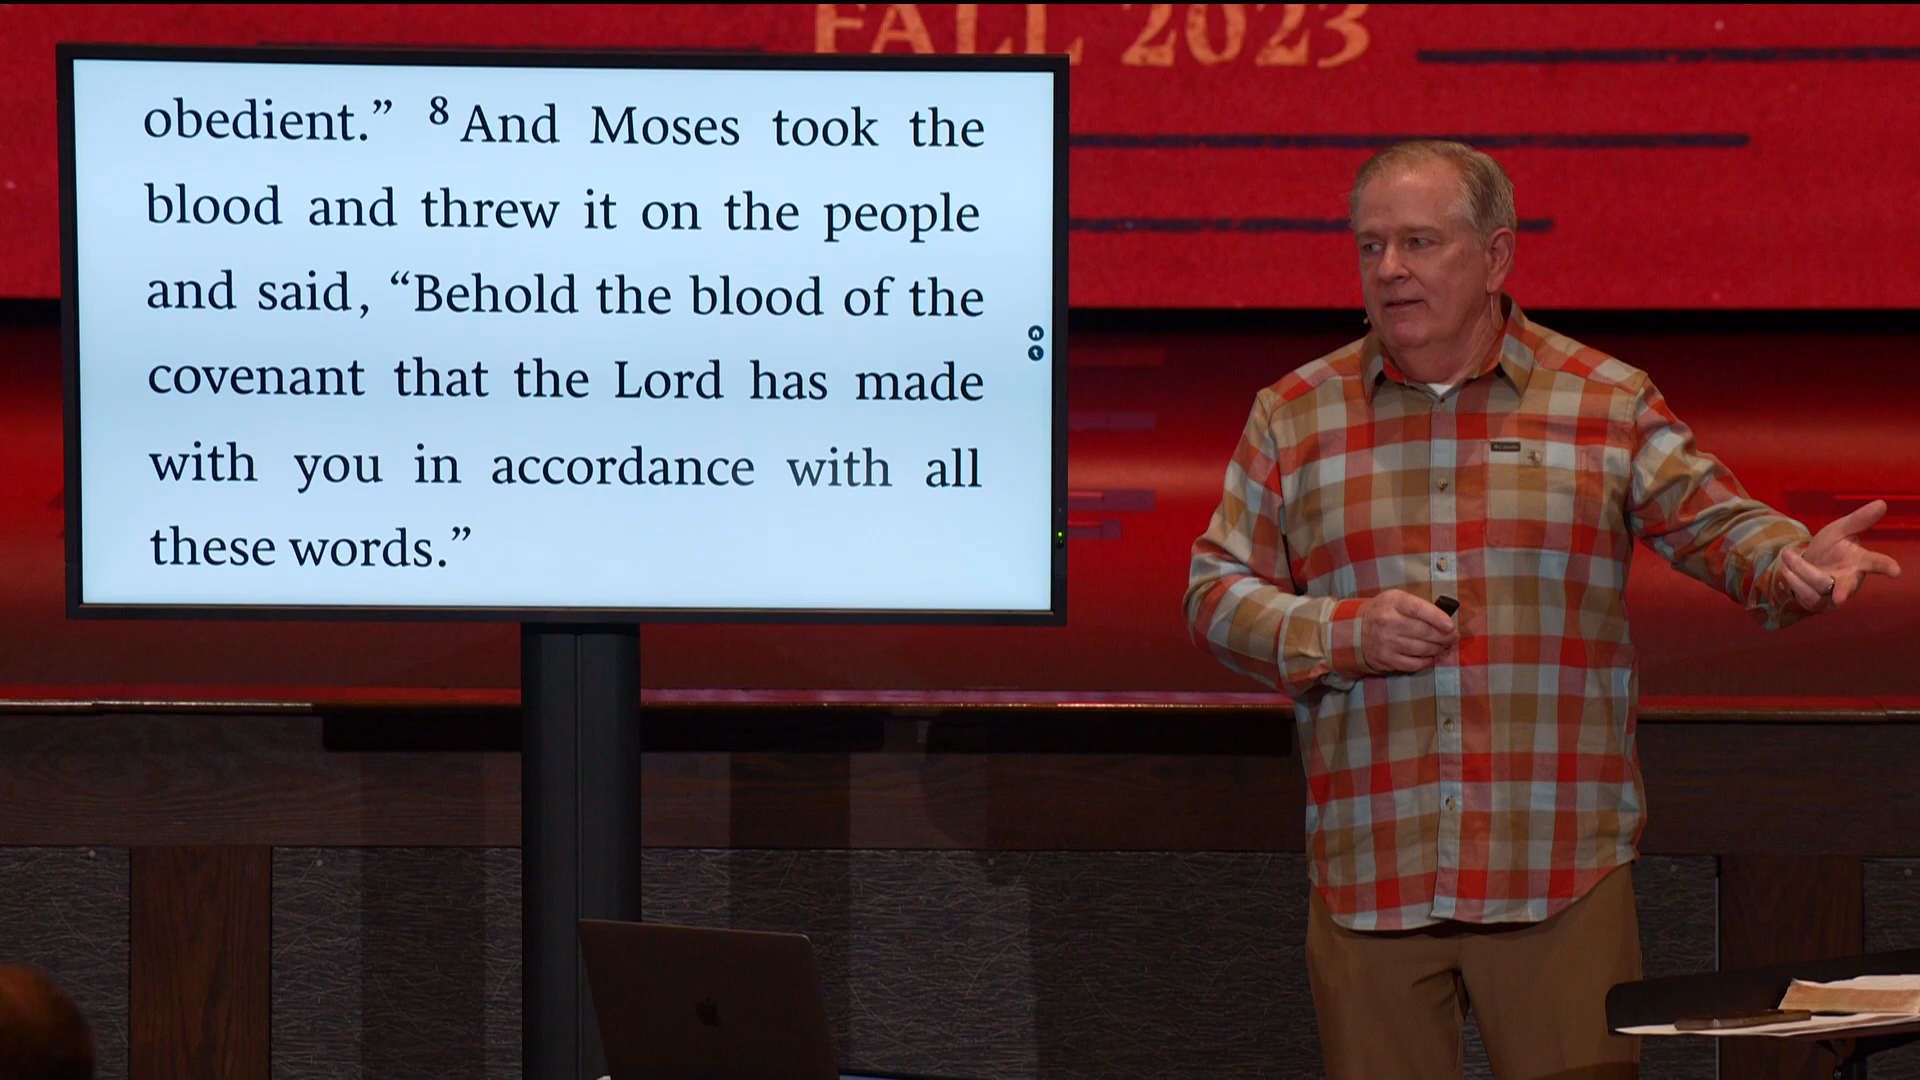 FALL 2023
obedient.” 8 And Moses took the
blood and threw it on the people
and said, “Behold the blood of the
covenant that the Lord has made
with you in accordance with all
these words.”